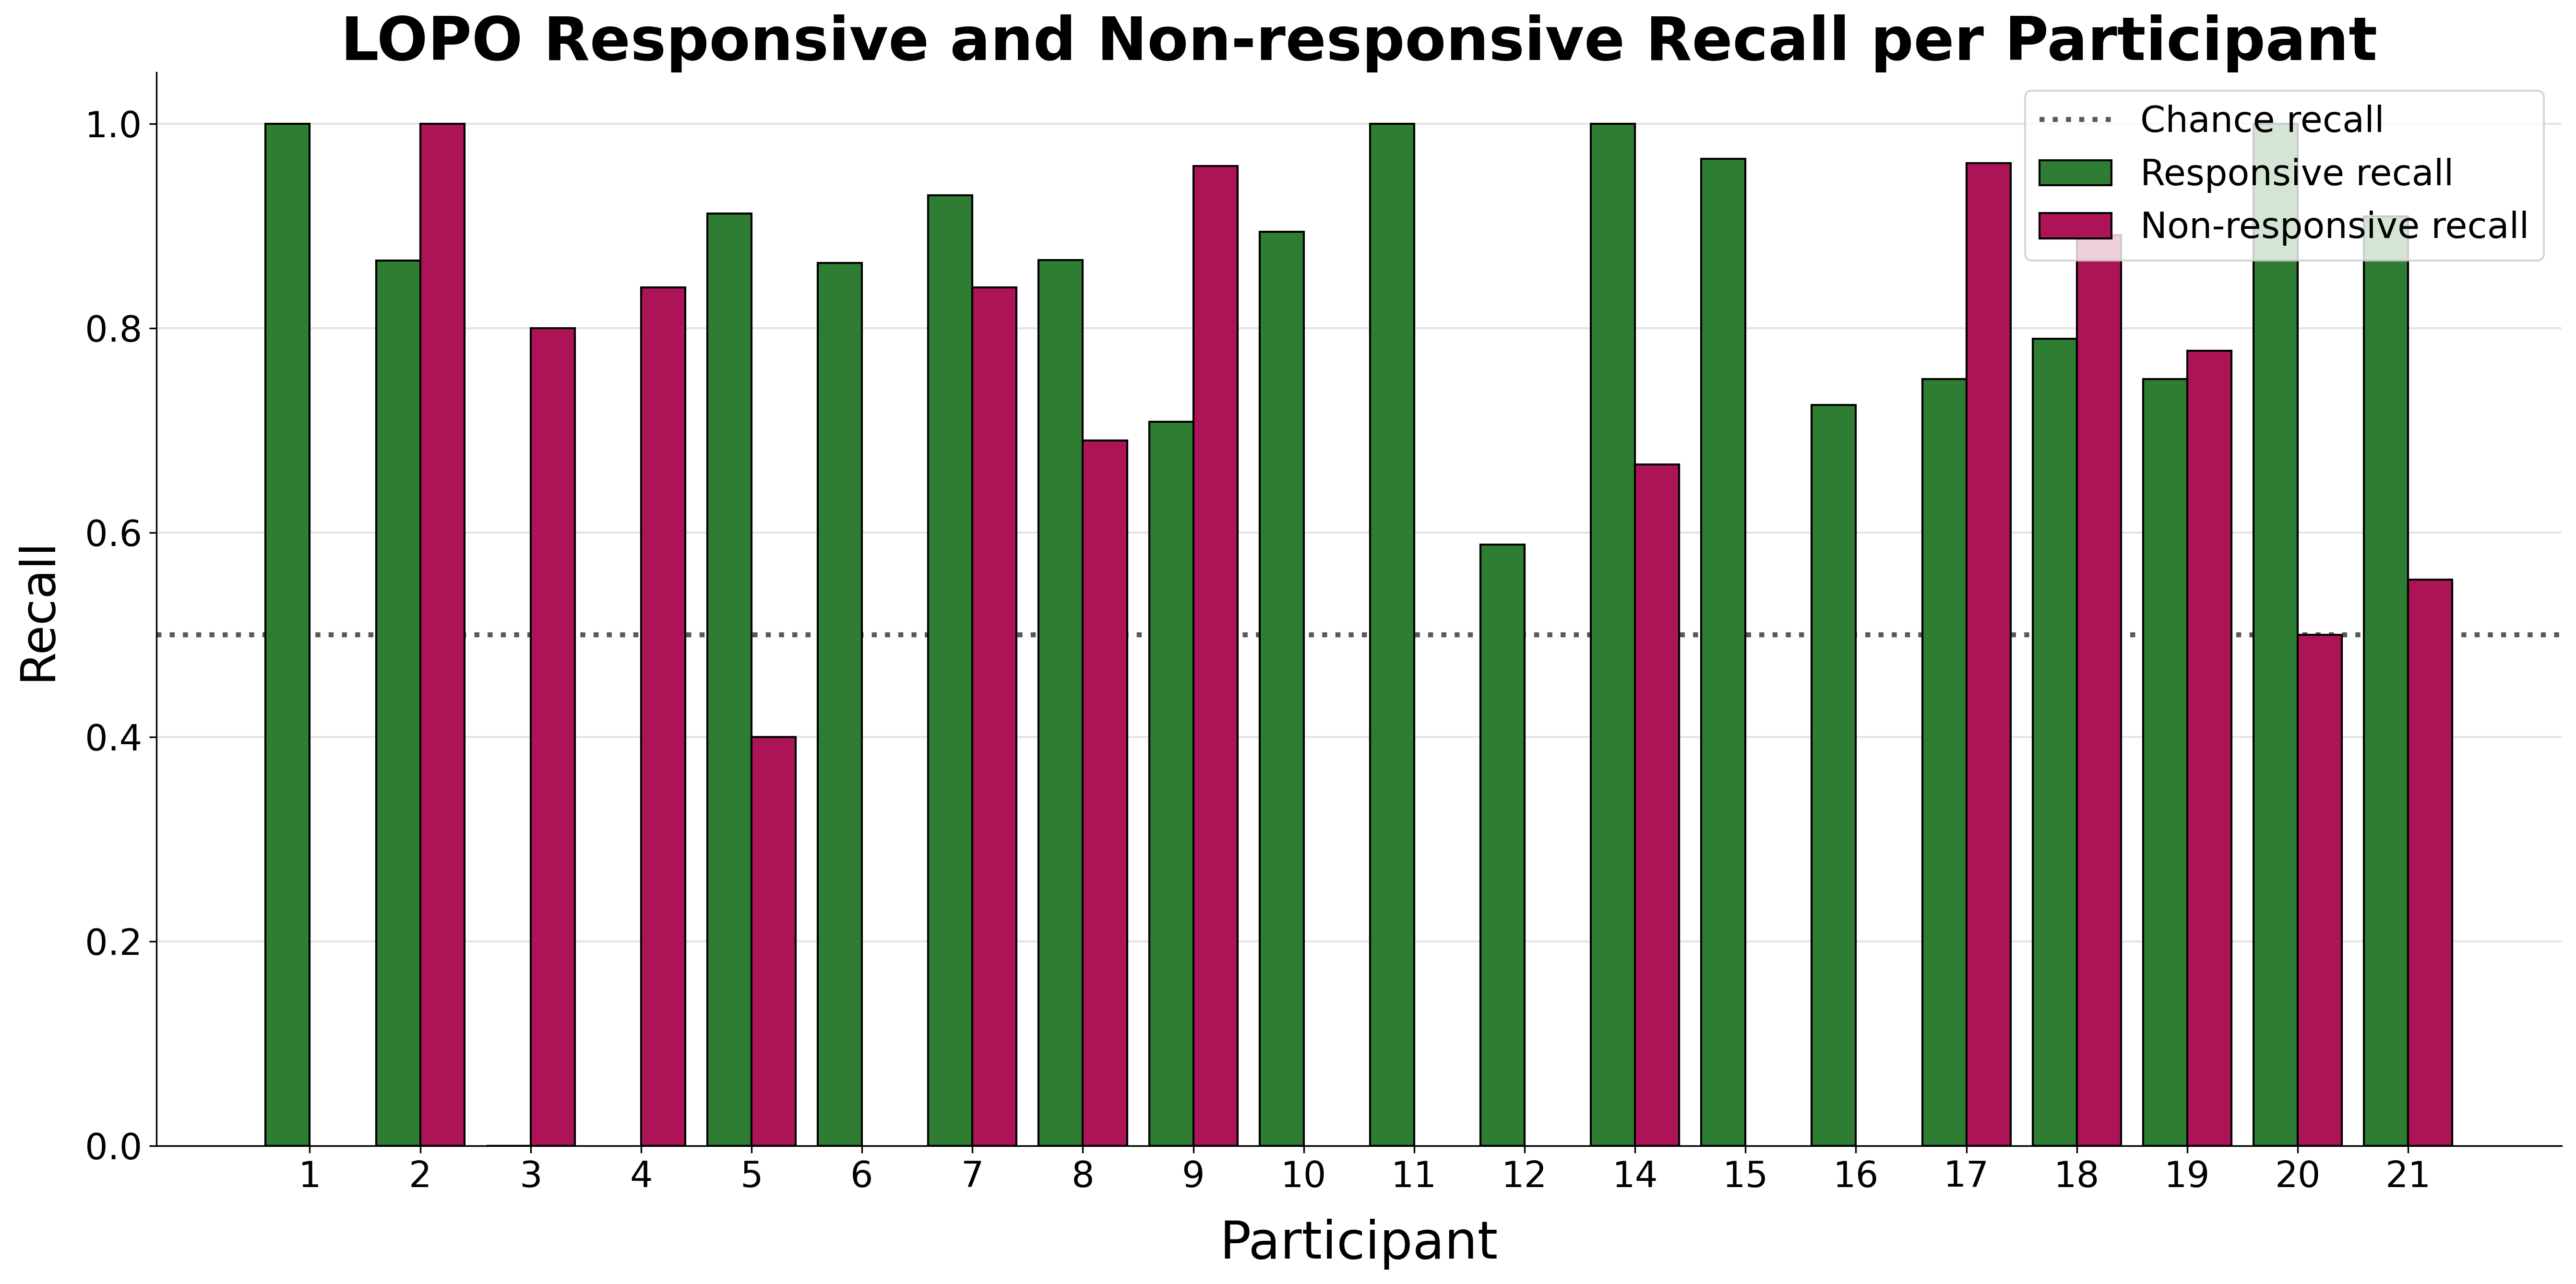 LOPO Responsive and Non-responsive Recall per Participant
Chance recall
Responsive recall
Non-responsive recall
1.0
0.8
0.6
0.4
0.2
0.0
Recall
1 2 3 4 5 6 7 8 9 10 11 12 14 15 16 17 18 19 20 21
Participant